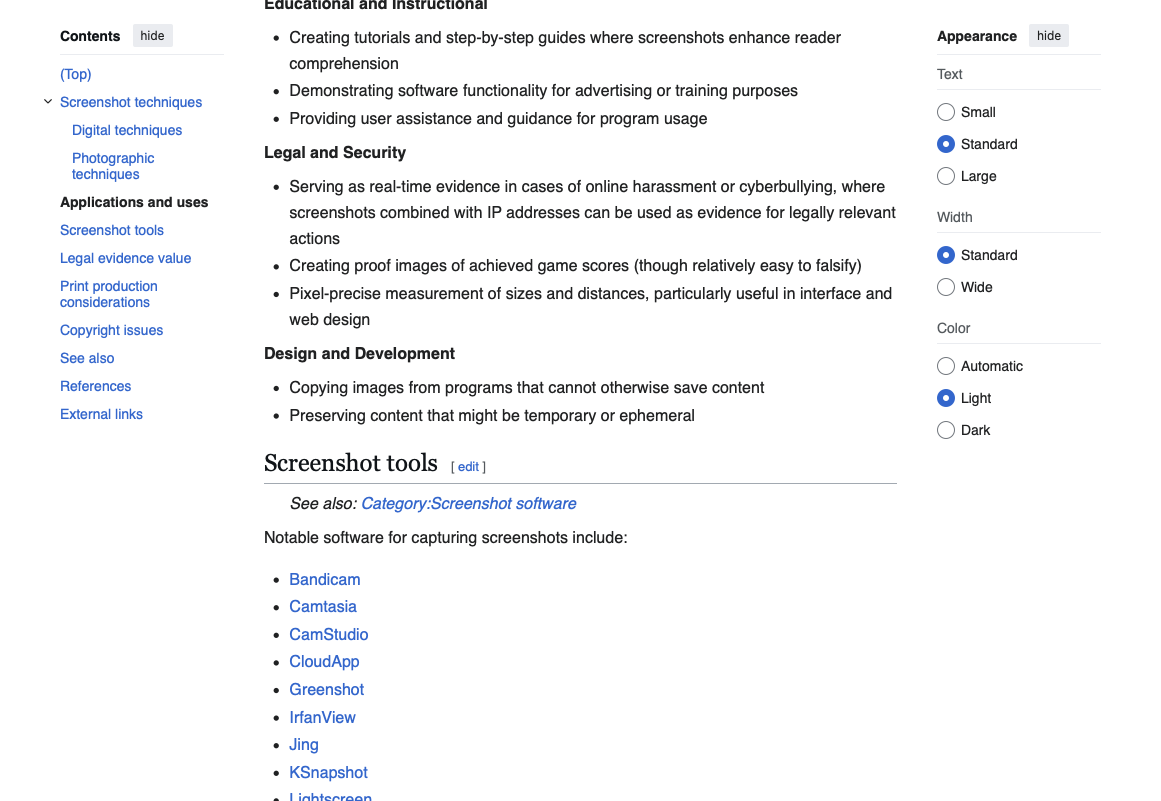 Contents hide
(Top)
Screenshot techniques
Digital techniques
Photographic
techniques
Applications and uses
Screenshot tools
Legal evidence value
Print production
considerations
Copyright issues
See also
References
External links
Educational and Instructional
Creating tutorials and step-by-step guides where screenshots enhance reader
comprehension
Demonstrating software functionality for advertising or training purposes
Providing user assistance and guidance for program usage
Legal and Security
Serving as real-time evidence in cases of online harassment or cyberbullying, where
screenshots combined with IP addresses can be used as evidence for legally relevant
actions
Creating proof images of achieved game scores (though relatively easy to falsify)
Pixel-precise measurement of sizes and distances, particularly useful in interface and
web design
Design and Development
Copying images from programs that cannot otherwise save content
Preserving content that might be temporary or ephemeral
Screenshot tools [ edit ]
See also: Category:Screenshot software
Notable software for capturing screenshots include:
Bandicam
Camtasia
CamStudio
CloudApp
Greenshot
IrfanView
Jing
KSnapshot
Lightscreen
Appearance hide
Text
Small
Standard
Large
Width
Standard
Wide
Color
Automatic
Light
Dark